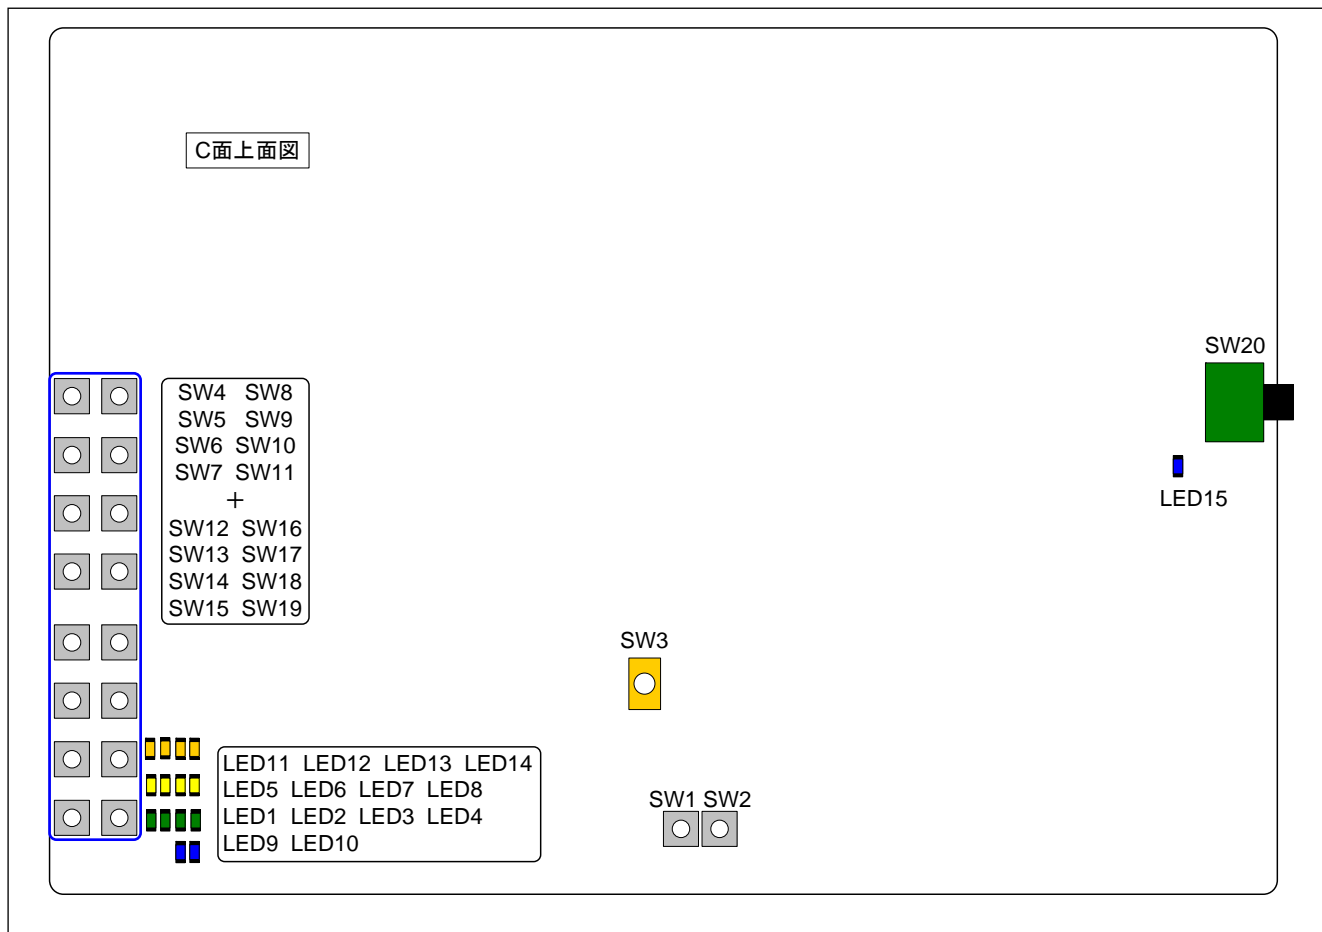 C面上面図
SW20
SW4 SW8
SW5 SW9
SW6 SW10
SW7 SW11
+
SW12 SW16
SW13 SW17
SW14 SW18
SW15 SW19
LED15
SW3
LED11 LED12 LED13 LED14
LED5 LED6 LED7 LED8
LED1 LED2 LED3 LED4
LED9 LED10
SW1 SW2